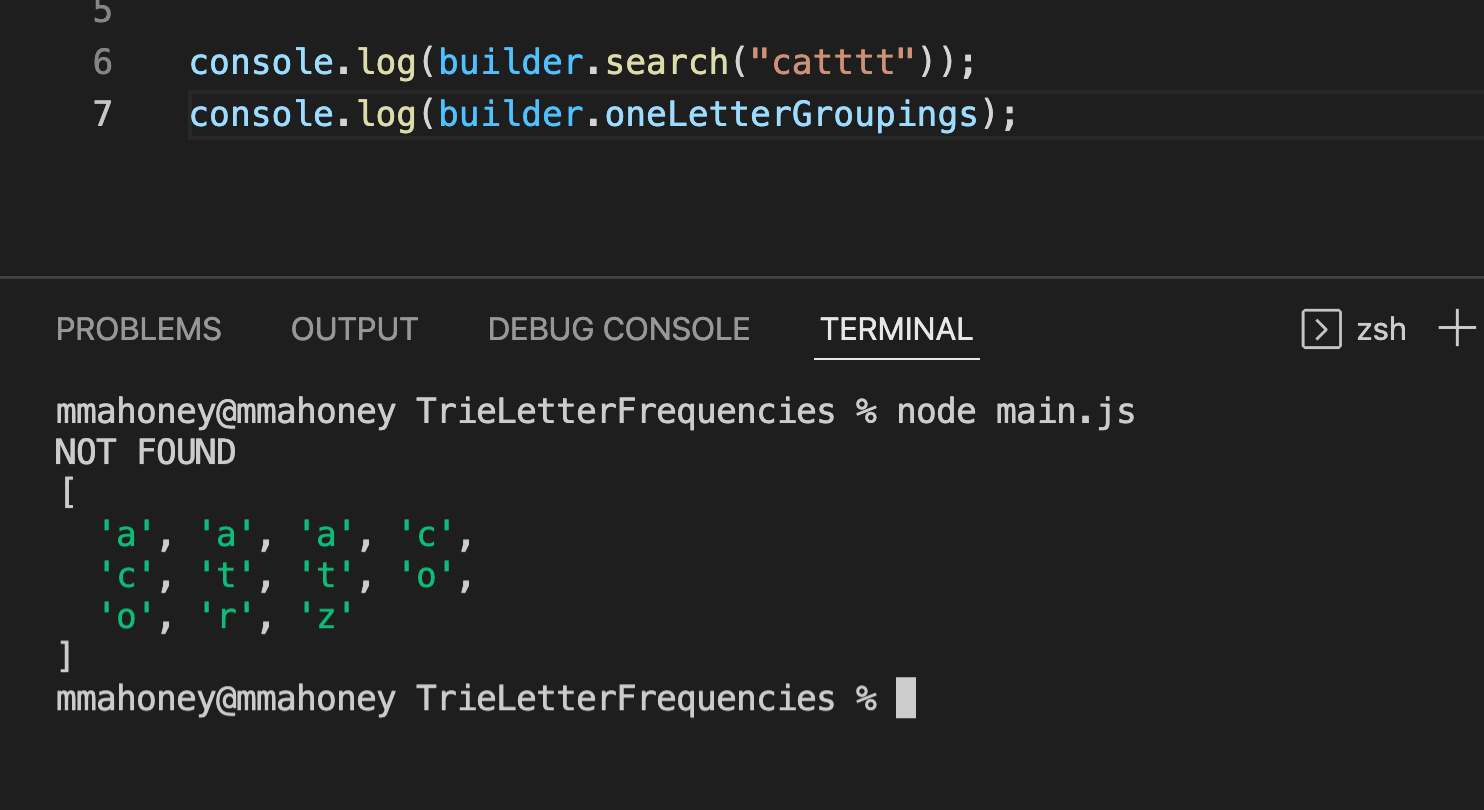 5
6 console.log(builder.search("catttt"));
7 console.log(builder.oneLetterGroupings);
PROBLEMS OUTPUT DEBUG CONSOLE TERMINAL zsh
mmahoney@mmahoney TrieLetterFrequencies % node main.js
NOT FOUND
[
'a', 'a', 'a', 'c',
'c', 't', 't', 'o',
'o', 'r', 'z'
]
mmahoney@mmahoney TrieLetterFrequencies %